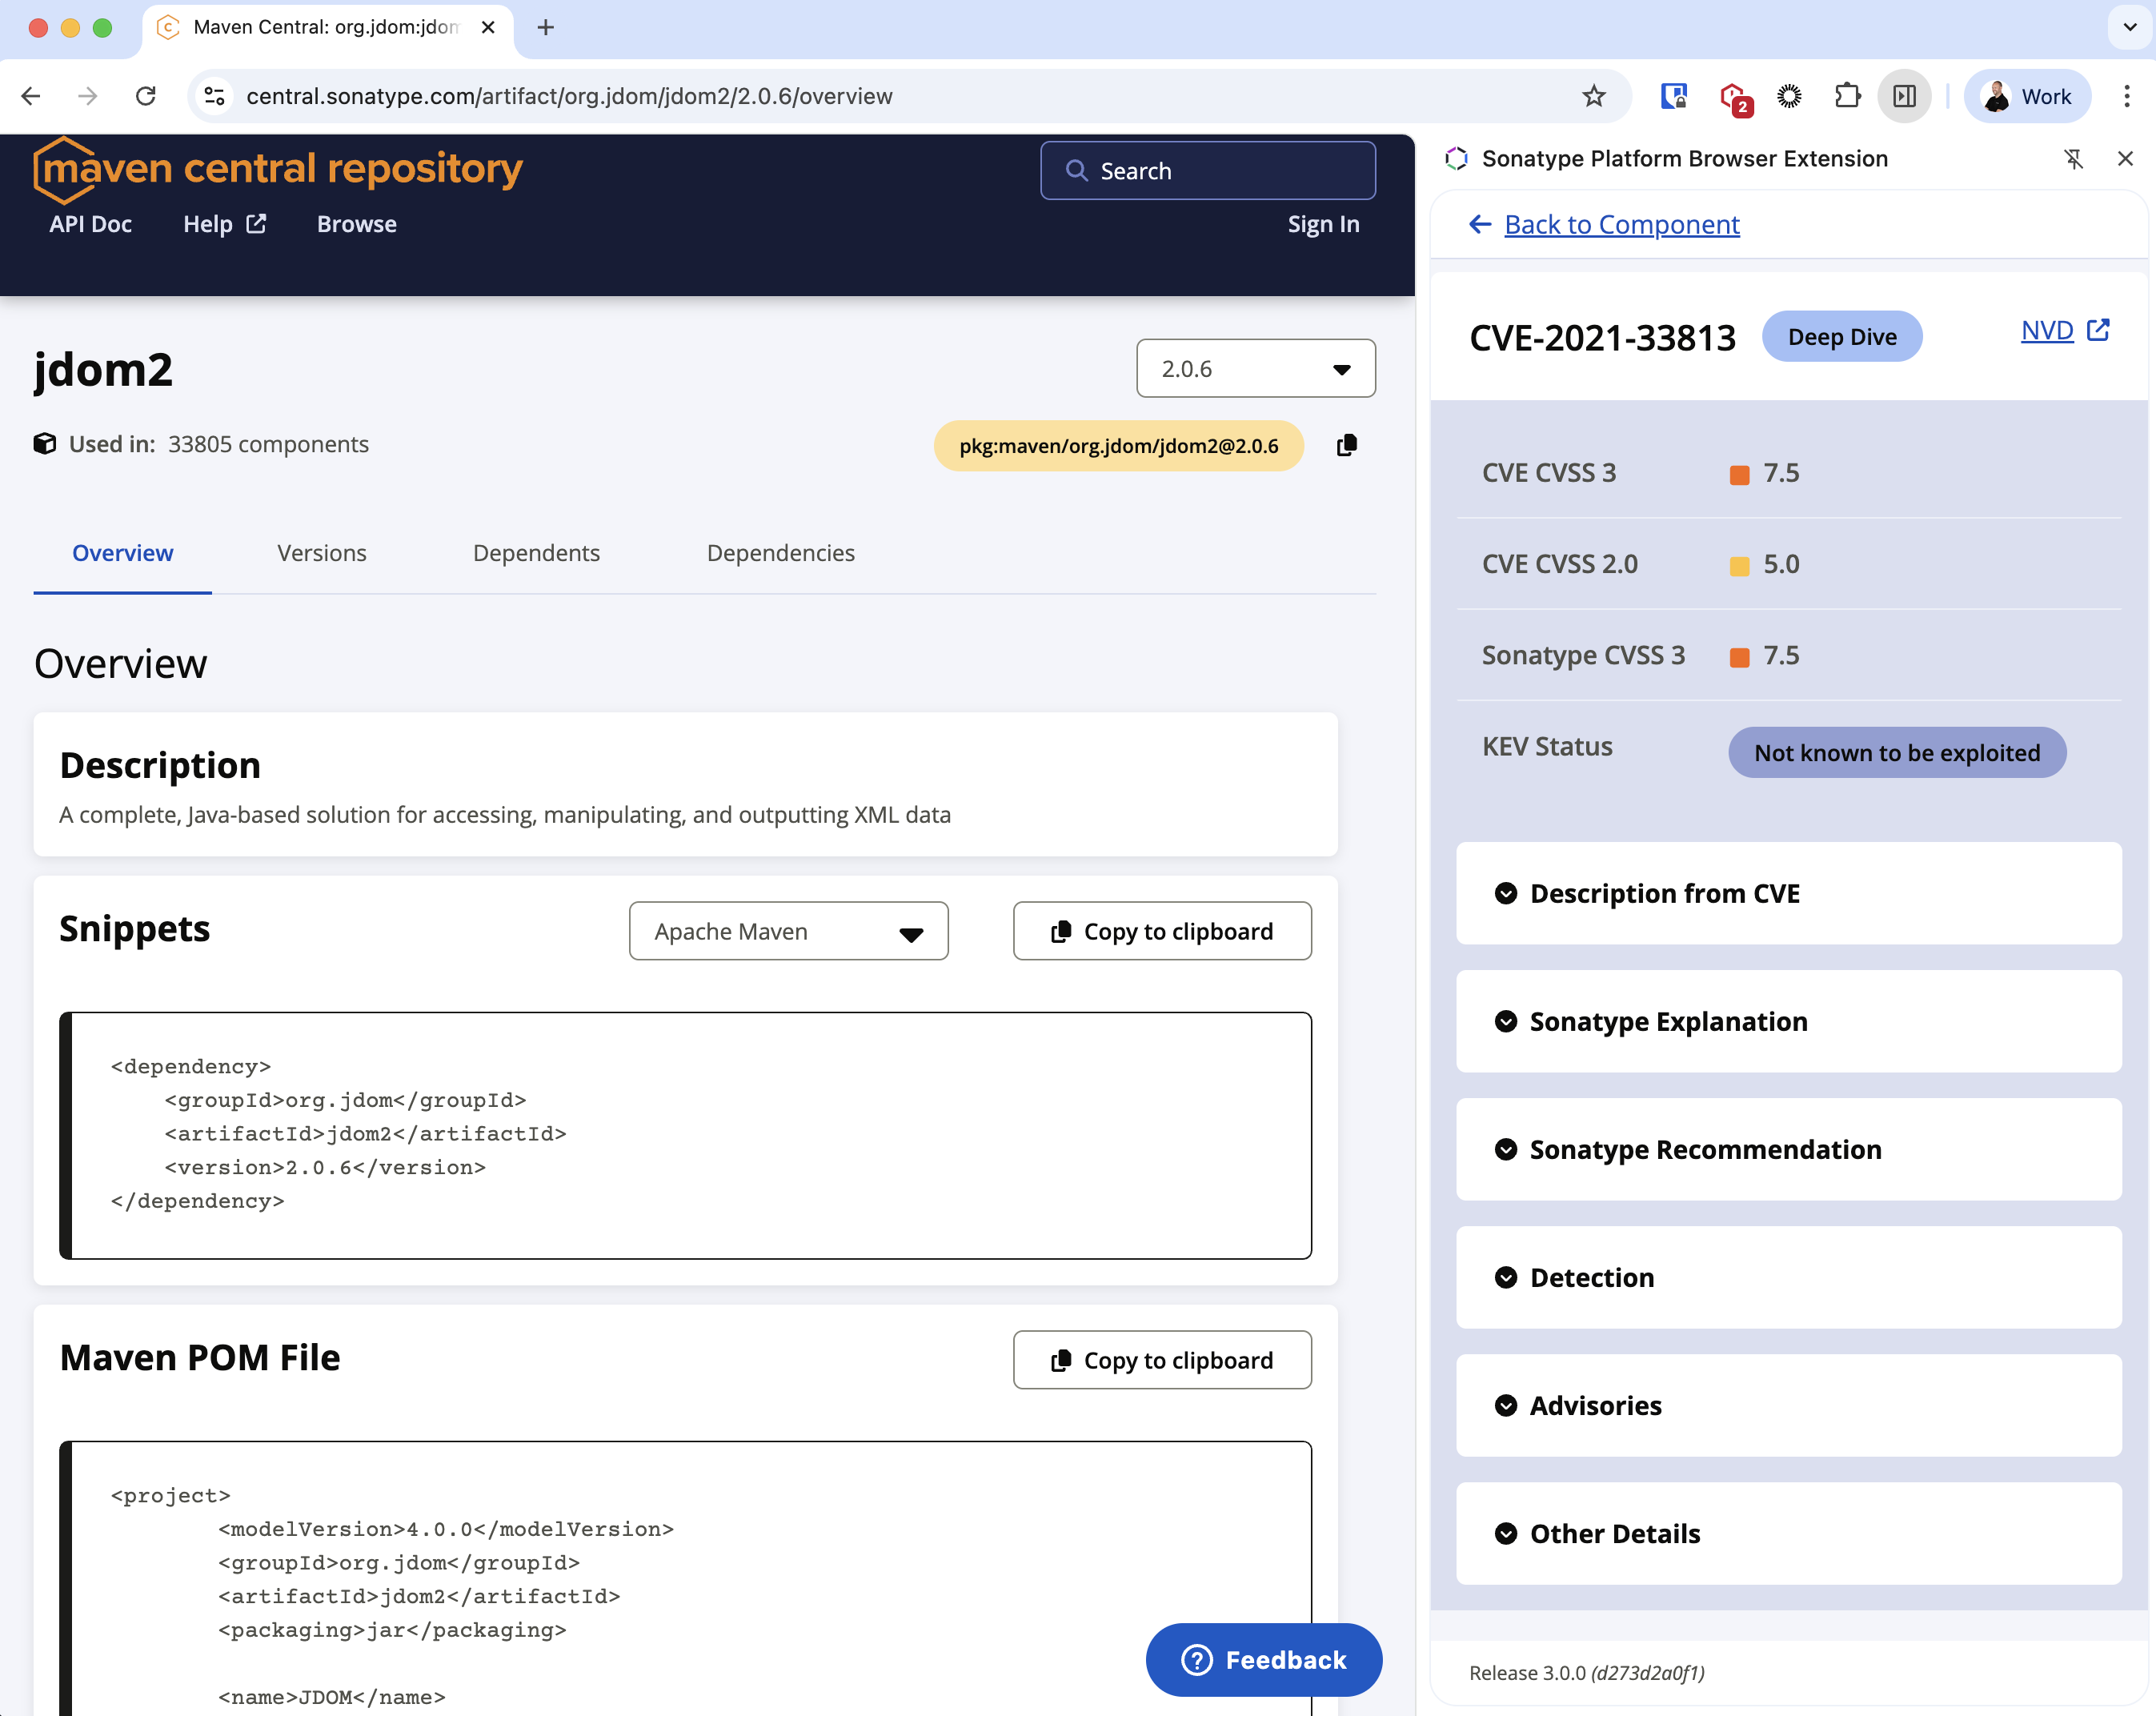 Maven Central: org.jdom:jdom
central.sonatype.com/artifact/org.jdom/jdom2/2.0.6/overview
2
Work
maven central repository
Search
API Doc
Help
Browse
Sign In
jdom2
2.0.6
Used in: 33805 components
pkg:maven/org.jdom/jdom2@2.0.6
Overview
Versions
Dependents
Dependencies
Overview
Description
A complete, Java-based solution for accessing, manipulating, and outputting XML data
Snippets
Apache Maven
Copy to clipboard
<dependency>
    <groupId>org.jdom</groupId>
    <artifactId>jdom2</artifactId>
    <version>2.0.6</version>
</dependency>
Maven POM File
Copy to clipboard
<project>
        <modelVersion>4.0.0</modelVersion>
        <groupId>org.jdom</groupId>
        <artifactId>jdom2</artifactId>
        <packaging>jar</packaging>
        <name>JDOM</name>
Feedback
Sonatype Platform Browser Extension
Back to Component
CVE-2021-33813
Deep Dive
NVD
CVE CVSS 3
7.5
CVE CVSS 2.0
5.0
Sonatype CVSS 3
7.5
KEV Status
Not known to be exploited
Description from CVE
Sonatype Explanation
Sonatype Recommendation
Detection
Advisories
Other Details
Release 3.0.0 (d273d2a0f1)